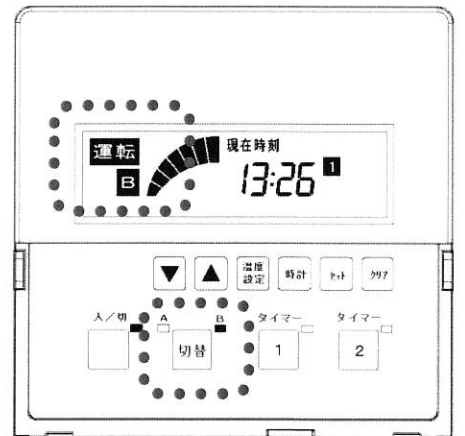 運転 現在時刻
B 13:26 1
▼ ▲ 温度設定 時計 セット クリア
入/切 A B タイマー タイマー
切替 1 2